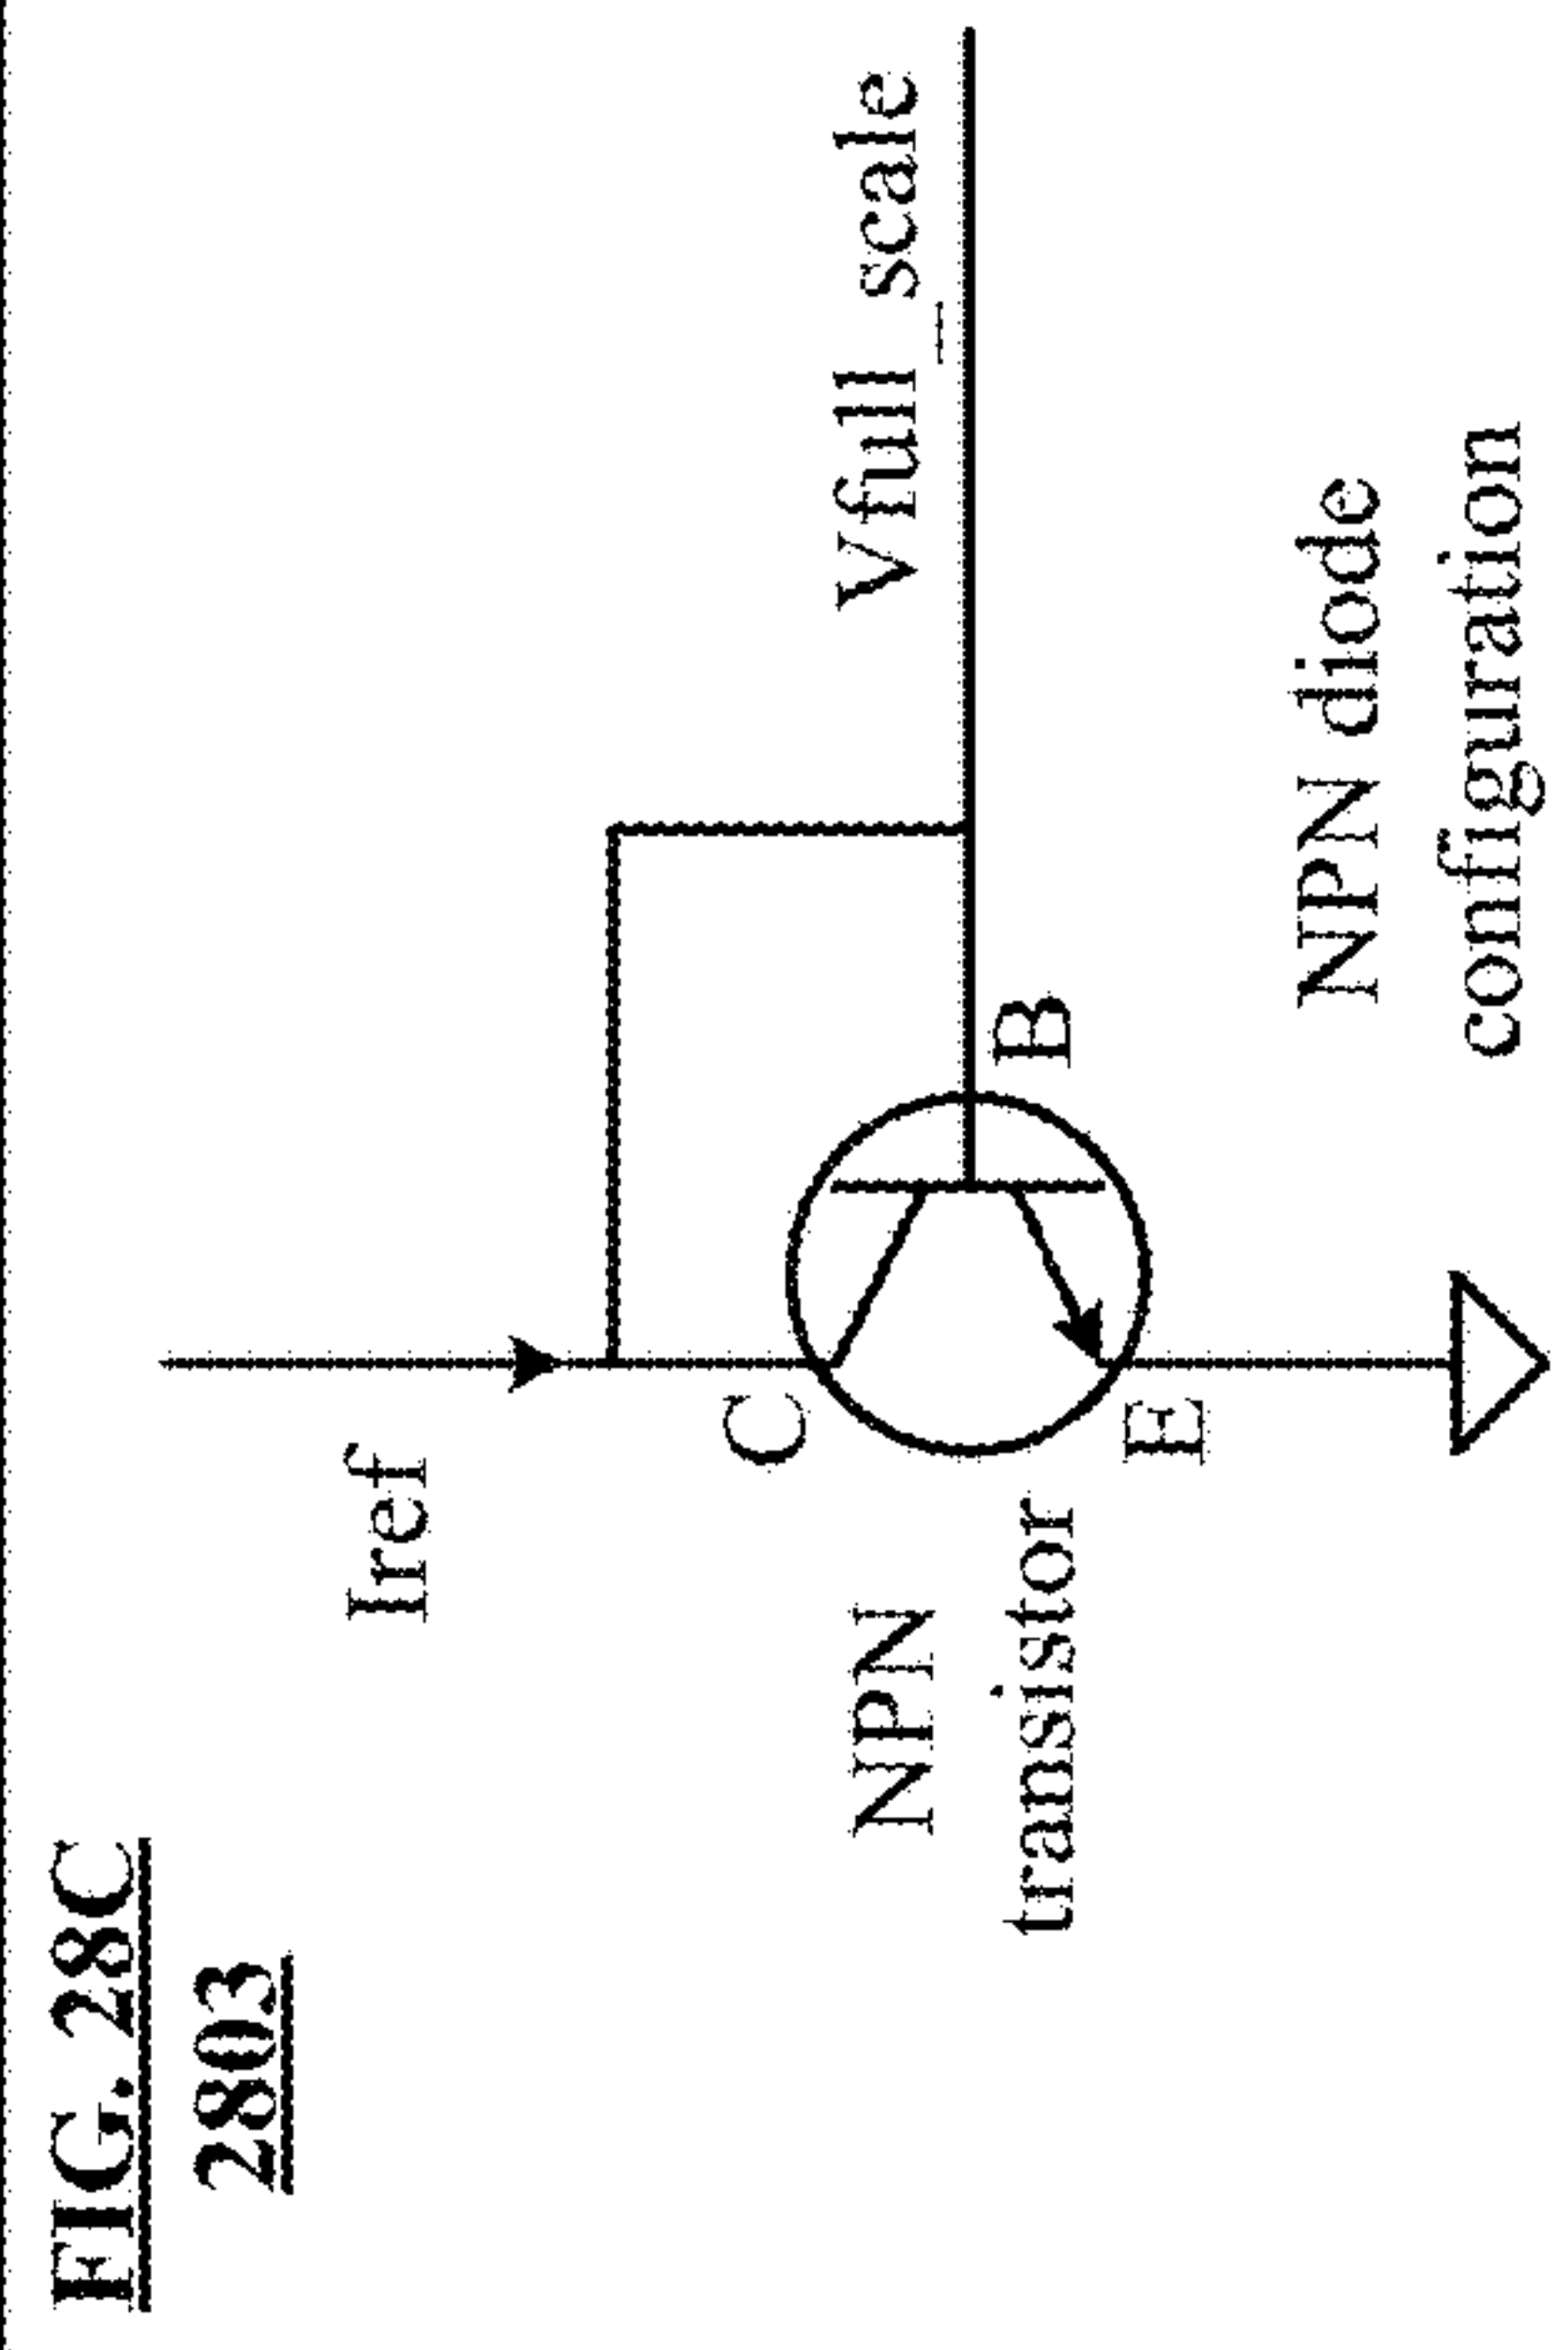 FIG. 28C
2803
Iref
C
Vfull_scale
NPN
transistor
B
E
NPN diode
configuration